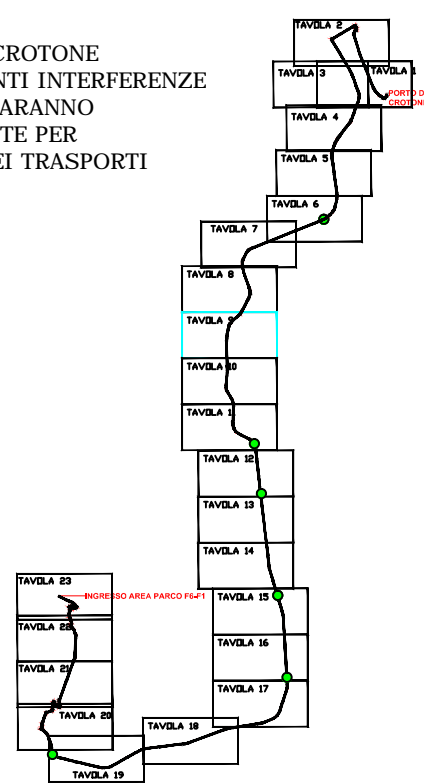 CROTONE
NTI INTERFERENZE
ARANNO
TE PER
EI TRASPORTI
TAVOLA 2
TAVOLA 3
TAVOLA 1
PORTO D
CROTONE
TAVOLA 4
TAVOLA 5
TAVOLA 6
TAVOLA 7
TAVOLA 8
TAVOLA 9
TAVOLA 10
TAVOLA 11
TAVOLA 12
TAVOLA 13
TAVOLA 14
TAVOLA 23
INGRESSO AREA PARCO F6-F1
TAVOLA 15
TAVOLA 22
TAVOLA 16
TAVOLA 21
TAVOLA 17
TAVOLA 20
TAVOLA 18
TAVOLA 19